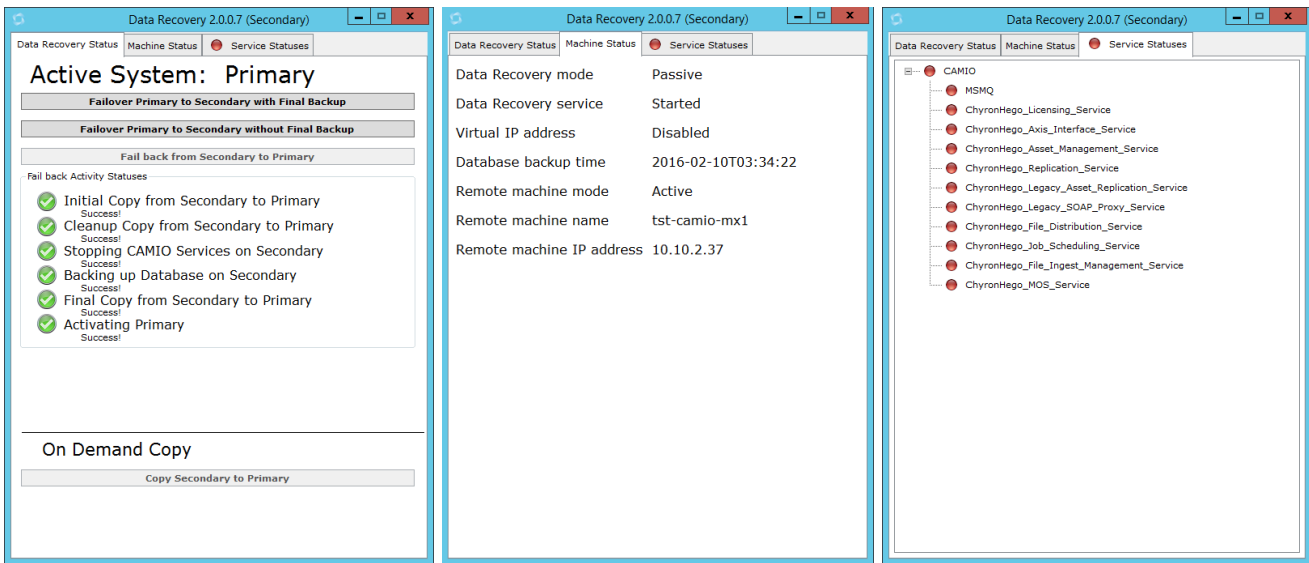 Data Recovery 2.0.0.7 (Secondary)
Data Recovery Status Machine Status Service Statuses
Active System: Primary
Failover Primary to Secondary with Final Backup
Failover Primary to Secondary without Final Backup
Fail back from Secondary to Primary
Fail back Activity Statuses
Initial Copy from Secondary to Primary
Success!
Cleanup Copy from Secondary to Primary
Success!
Stopping CAMIO Services on Secondary
Success!
Backing up Database on Secondary
Success!
Final Copy from Secondary to Primary
Success!
Activating Primary
Success!
On Demand Copy
Copy Secondary to Primary
Data Recovery 2.0.0.7 (Secondary)
Data Recovery Status Machine Status Service Statuses
Data Recovery mode Passive
Data Recovery service Started
Virtual IP address Disabled
Database backup time 2016-02-10T03:34:22
Remote machine mode Active
Remote machine name tst-camio-mx1
Remote machine IP address 10.10.2.37
Data Recovery 2.0.0.7 (Secondary)
Data Recovery Status Machine Status Service Statuses
CAMIO
MSMQ
ChyronHego_Licensing_Service
ChyronHego_Axis_Interface_Service
ChyronHego_Asset_Management_Service
ChyronHego_Replication_Service
ChyronHego_Legacy_Asset_Replication_Service
ChyronHego_Legacy_SOAP_Proxy_Service
ChyronHego_File_Distribution_Service
ChyronHego_Job_Scheduling_Service
ChyronHego_File_Ingest_Management_Service
ChyronHego_MOS_Service